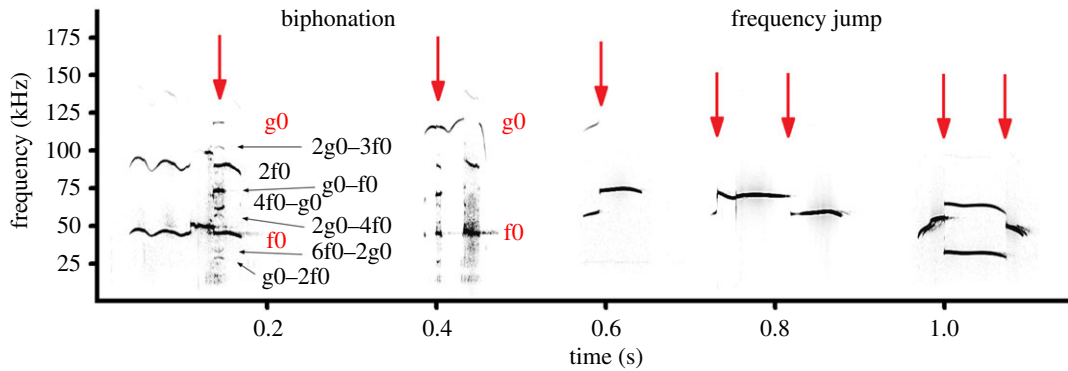 biphonation
frequency jump
frequency (kHz)
175
150
125
100
75
50
25
g0
2g0–3f0
2f0
g0–f0
4f0–g0
2g0–4f0
f0
6f0–2g0
g0–2f0
g0
f0
0.2
0.4
0.6
0.8
1.0
time (s)